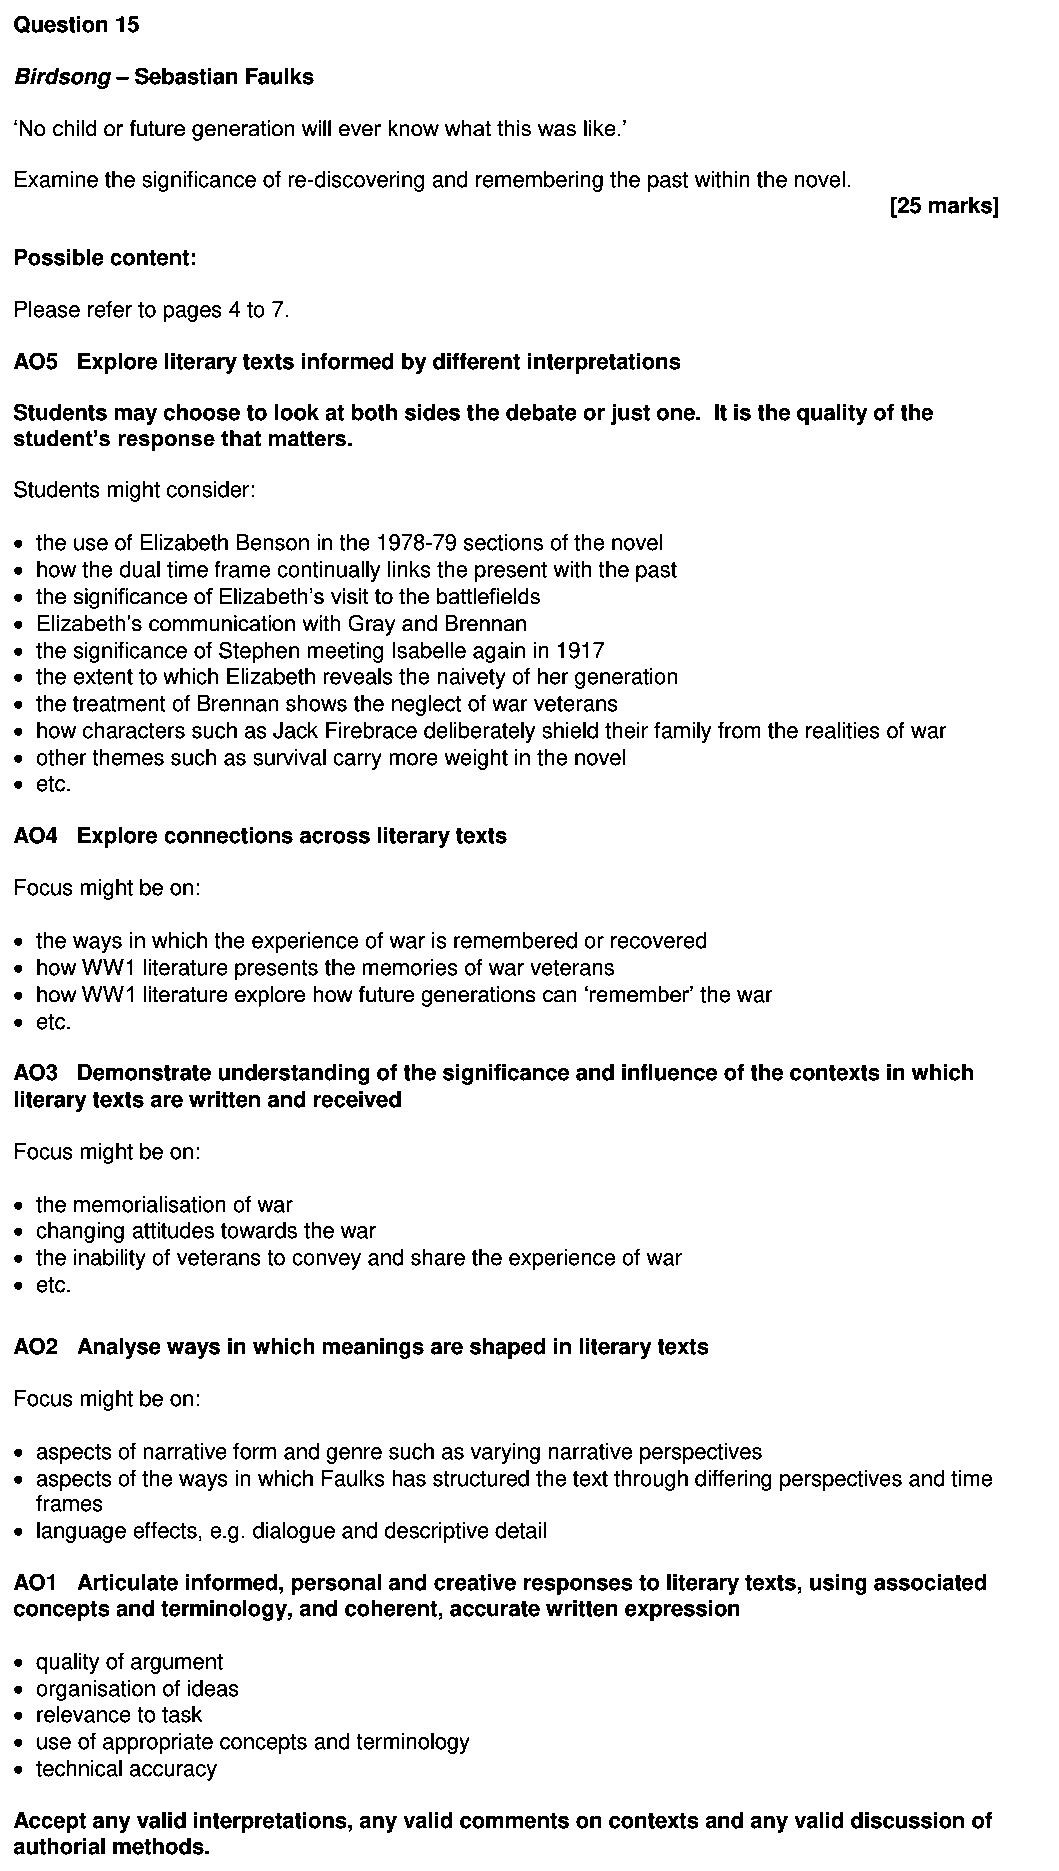 Question 15
Birdsong – Sebastian Faulks
‘No child or future generation will ever know what this was like.’
Examine the significance of re-discovering and remembering the past within the novel.
[25 marks]
Possible content:
Please refer to pages 4 to 7.
AO5 Explore literary texts informed by different interpretations
Students may choose to look at both sides the debate or just one. It is the quality of the
student’s response that matters.
Students might consider:
• the use of Elizabeth Benson in the 1978-79 sections of the novel
• how the dual time frame continually links the present with the past
• the significance of Elizabeth’s visit to the battlefields
• Elizabeth’s communication with Gray and Brennan
• the significance of Stephen meeting Isabelle again in 1917
• the extent to which Elizabeth reveals the naivety of her generation
• the treatment of Brennan shows the neglect of war veterans
• how characters such as Jack Firebrace deliberately shield their family from the realities of war
• other themes such as survival carry more weight in the novel
• etc.
AO4 Explore connections across literary texts
Focus might be on:
• the ways in which the experience of war is remembered or recovered
• how WW1 literature presents the memories of war veterans
• how WW1 literature explore how future generations can ‘remember’ the war
• etc.
AO3 Demonstrate understanding of the significance and influence of the contexts in which
literary texts are written and received
Focus might be on:
• the memorialisation of war
• changing attitudes towards the war
• the inability of veterans to convey and share the experience of war
• etc.
AO2 Analyse ways in which meanings are shaped in literary texts
Focus might be on:
• aspects of narrative form and genre such as varying narrative perspectives
• aspects of the ways in which Faulks has structured the text through differing perspectives and time
frames
• language effects, e.g. dialogue and descriptive detail
AO1 Articulate informed, personal and creative responses to literary texts, using associated
concepts and terminology, and coherent, accurate written expression
• quality of argument
• organisation of ideas
• relevance to task
• use of appropriate concepts and terminology
• technical accuracy
Accept any valid interpretations, any valid comments on contexts and any valid discussion of
authorial methods.